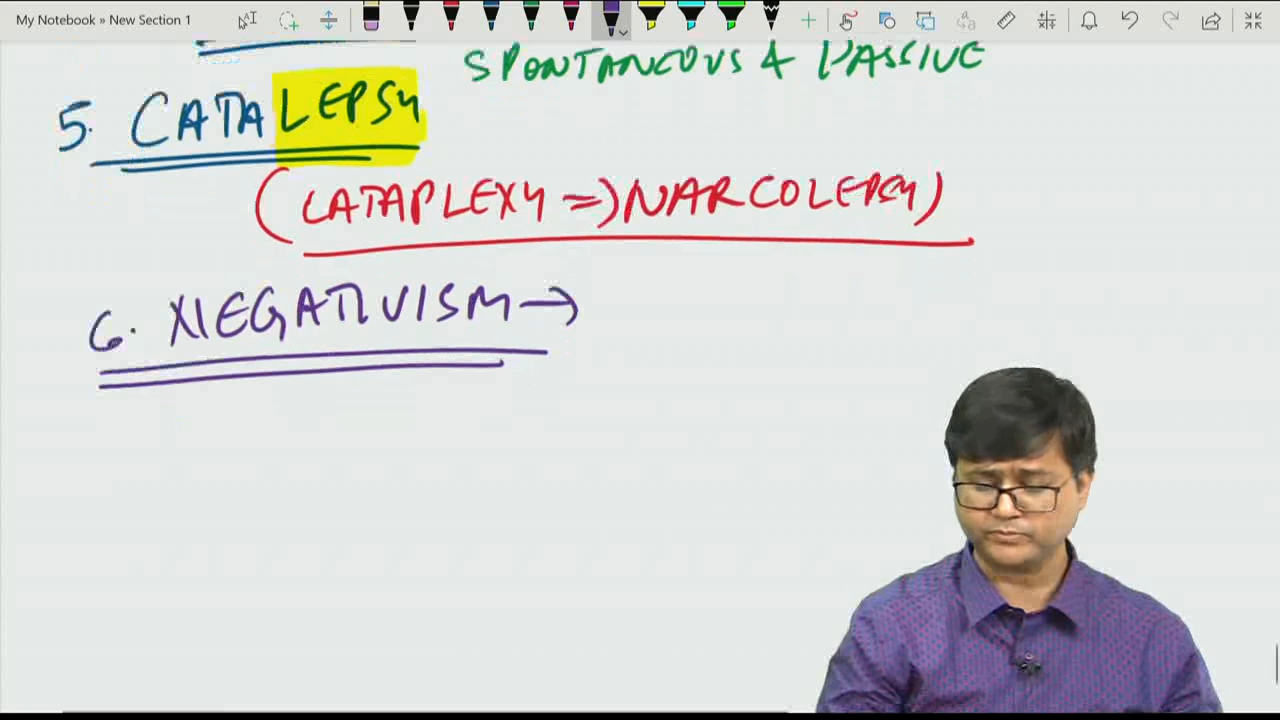 My Notebook » New Section 1
SPONTANEOUS & PASSIVE
5. CATALEPSY
(CATAPLEXY => NARCOLEPSY)
6. NEGATIVISM →